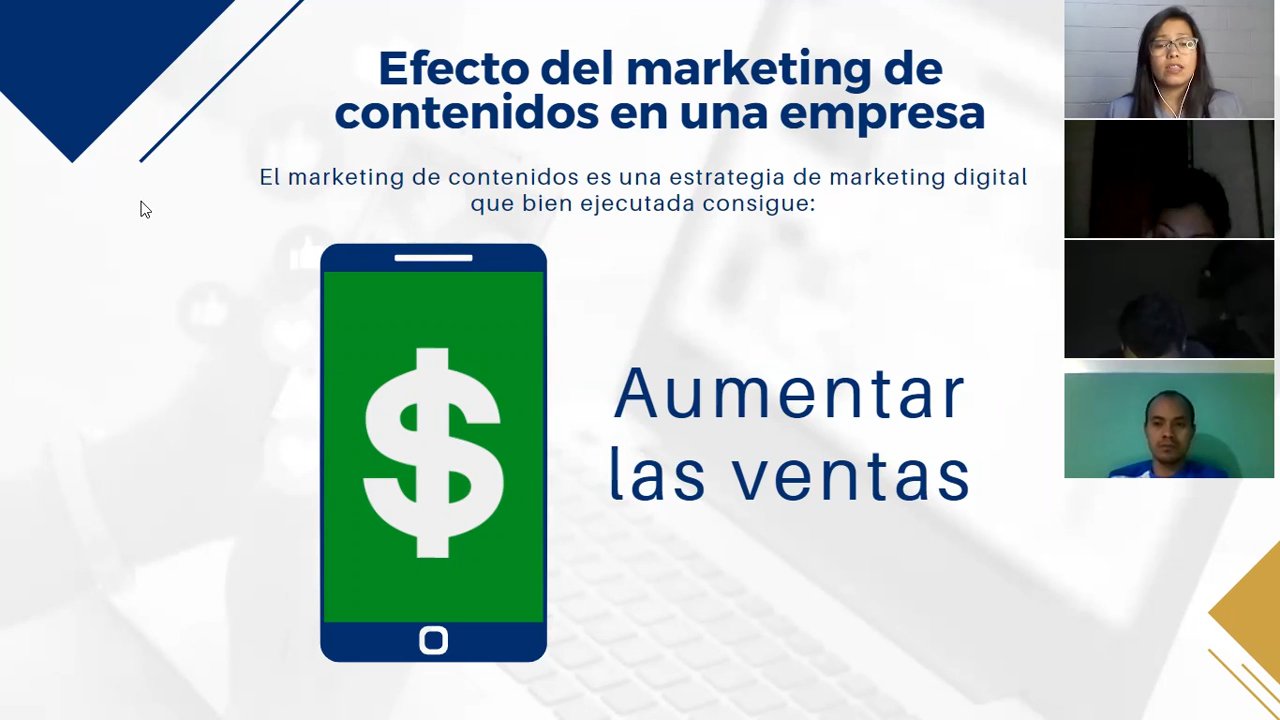 Efecto del marketing de
contenidos en una empresa
El marketing de contenidos es una estrategia de marketing digital
que bien ejecutada consigue:
$
Aumentar
las ventas